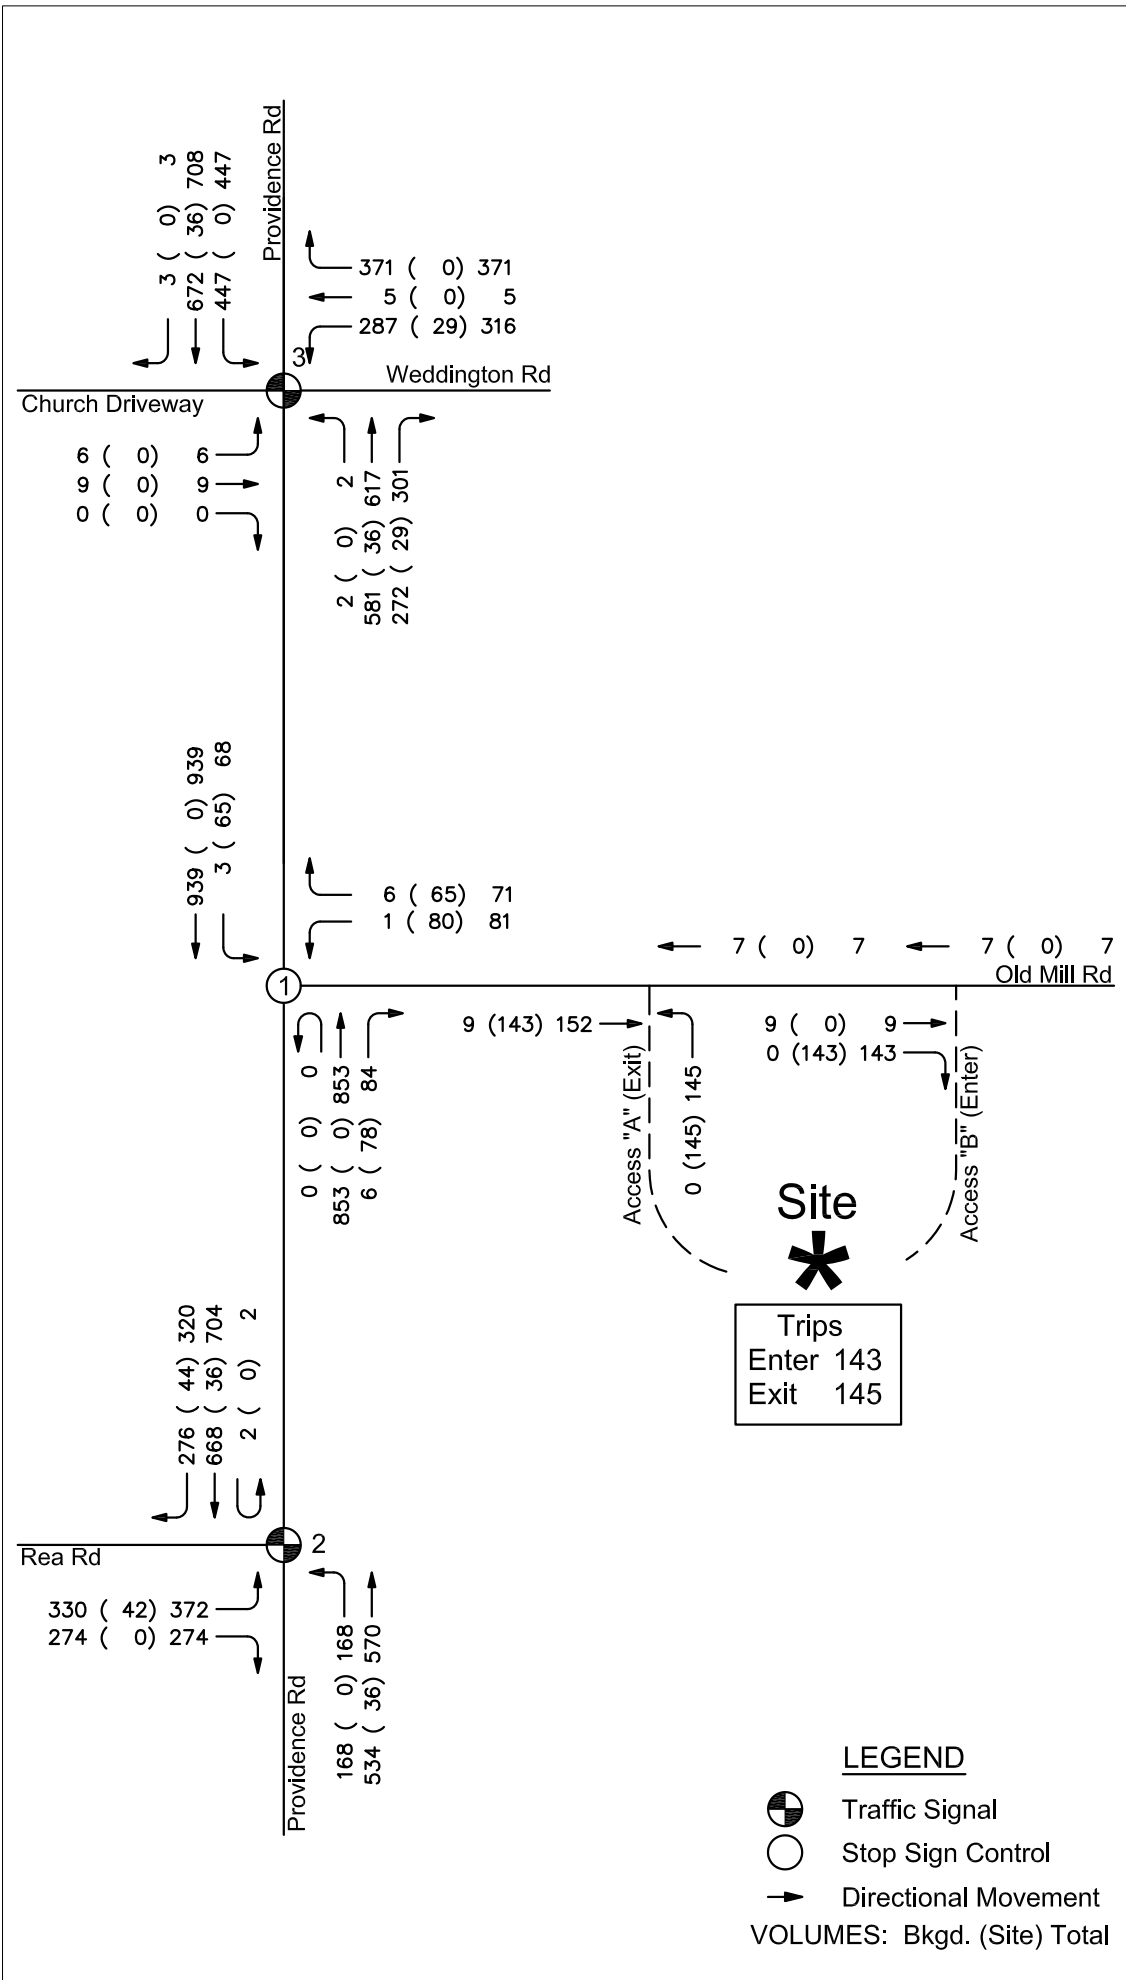 Providence Rd
3 ( 0) 3
672 ( 36) 708
447 ( 0) 447
371 ( 0) 371
5 ( 0) 5
287 ( 29) 316
3
Weddington Rd
Church Driveway
6 ( 0) 6
9 ( 0) 9
0 ( 0) 0
2 ( 0) 2
581 ( 36) 617
272 ( 29) 301
939 ( 0) 939
3 ( 65) 68
6 ( 65) 71
1 ( 80) 81
7 ( 0) 7
7 ( 0) 7
Old Mill Rd
1
0 ( 0) 0
853 ( 0) 853
6 ( 78) 84
9 (143) 152
Access "A" (Exit)
0 (145) 145
9 ( 0) 9
0 (143) 143
Access "B" (Enter)
Site
Trips
Enter 143
Exit 145
276 ( 44) 320
668 ( 36) 704
2 ( 0) 2
2
Rea Rd
330 ( 42) 372
274 ( 0) 274
Providence Rd
168 ( 0) 168
534 ( 36) 570
LEGEND
Traffic Signal
Stop Sign Control
Directional Movement
VOLUMES: Bkgd. (Site) Total